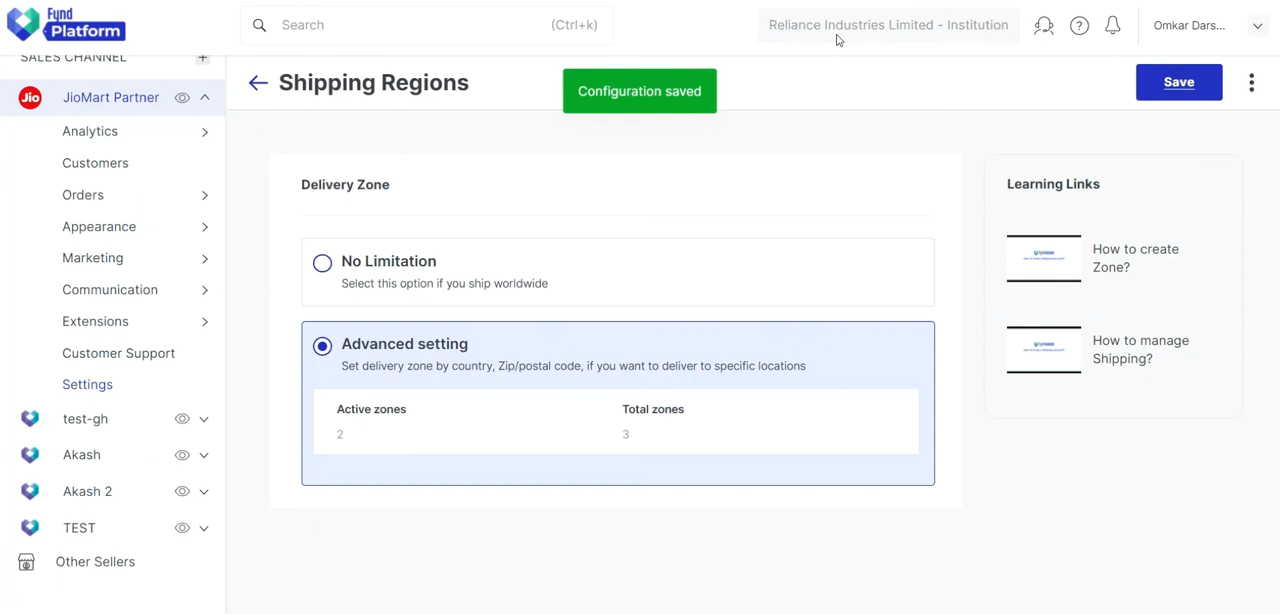 Fynd
Platform
Search
(Ctrl+k)
Reliance Industries Limited - Institution
Omkar Dars...
SALES CHANNEL
Jio
JioMart Partner
Analytics
Customers
Orders
Appearance
Marketing
Communication
Extensions
Customer Support
Settings
test-gh
Akash
Akash 2
TEST
Other Sellers
Shipping Regions
Configuration saved
Save
Delivery Zone
No Limitation
Select this option if you ship worldwide
Advanced setting
Set delivery zone by country, Zip/postal code, if you want to deliver to specific locations
Active zones
Total zones
2
3
Learning Links
How to create
Zone?
How to manage
Shipping?